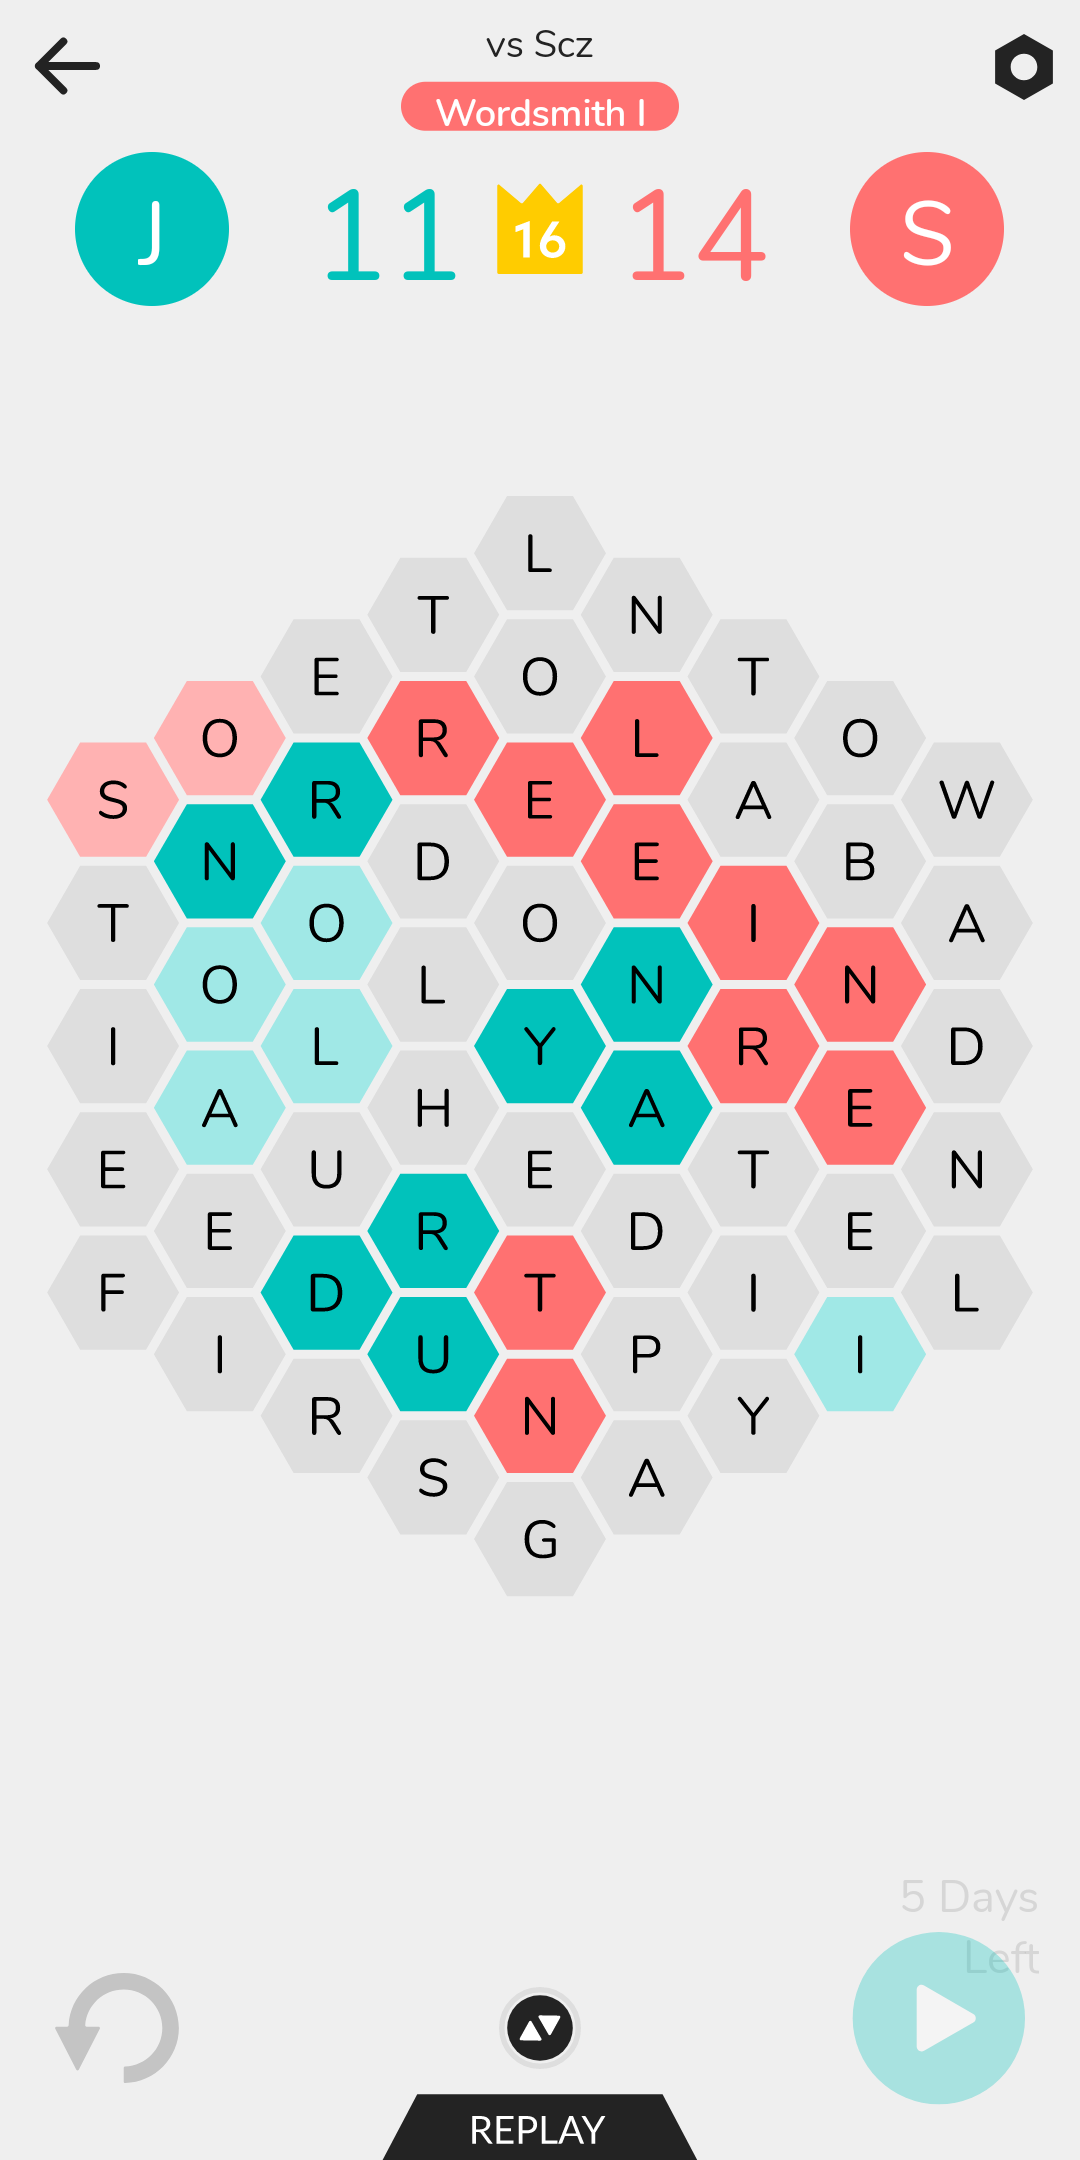 vs Scz
Wordsmith I
J 11 16 14 S
L
T N
E O T
O R L O
S R E A W
N D E B
T O O I A
O L N N
I L Y R D
A H A E
E U E T N
E R D E
F D T I L
I U P I
R N Y
S A
G
5 Days
Left
REPLAY